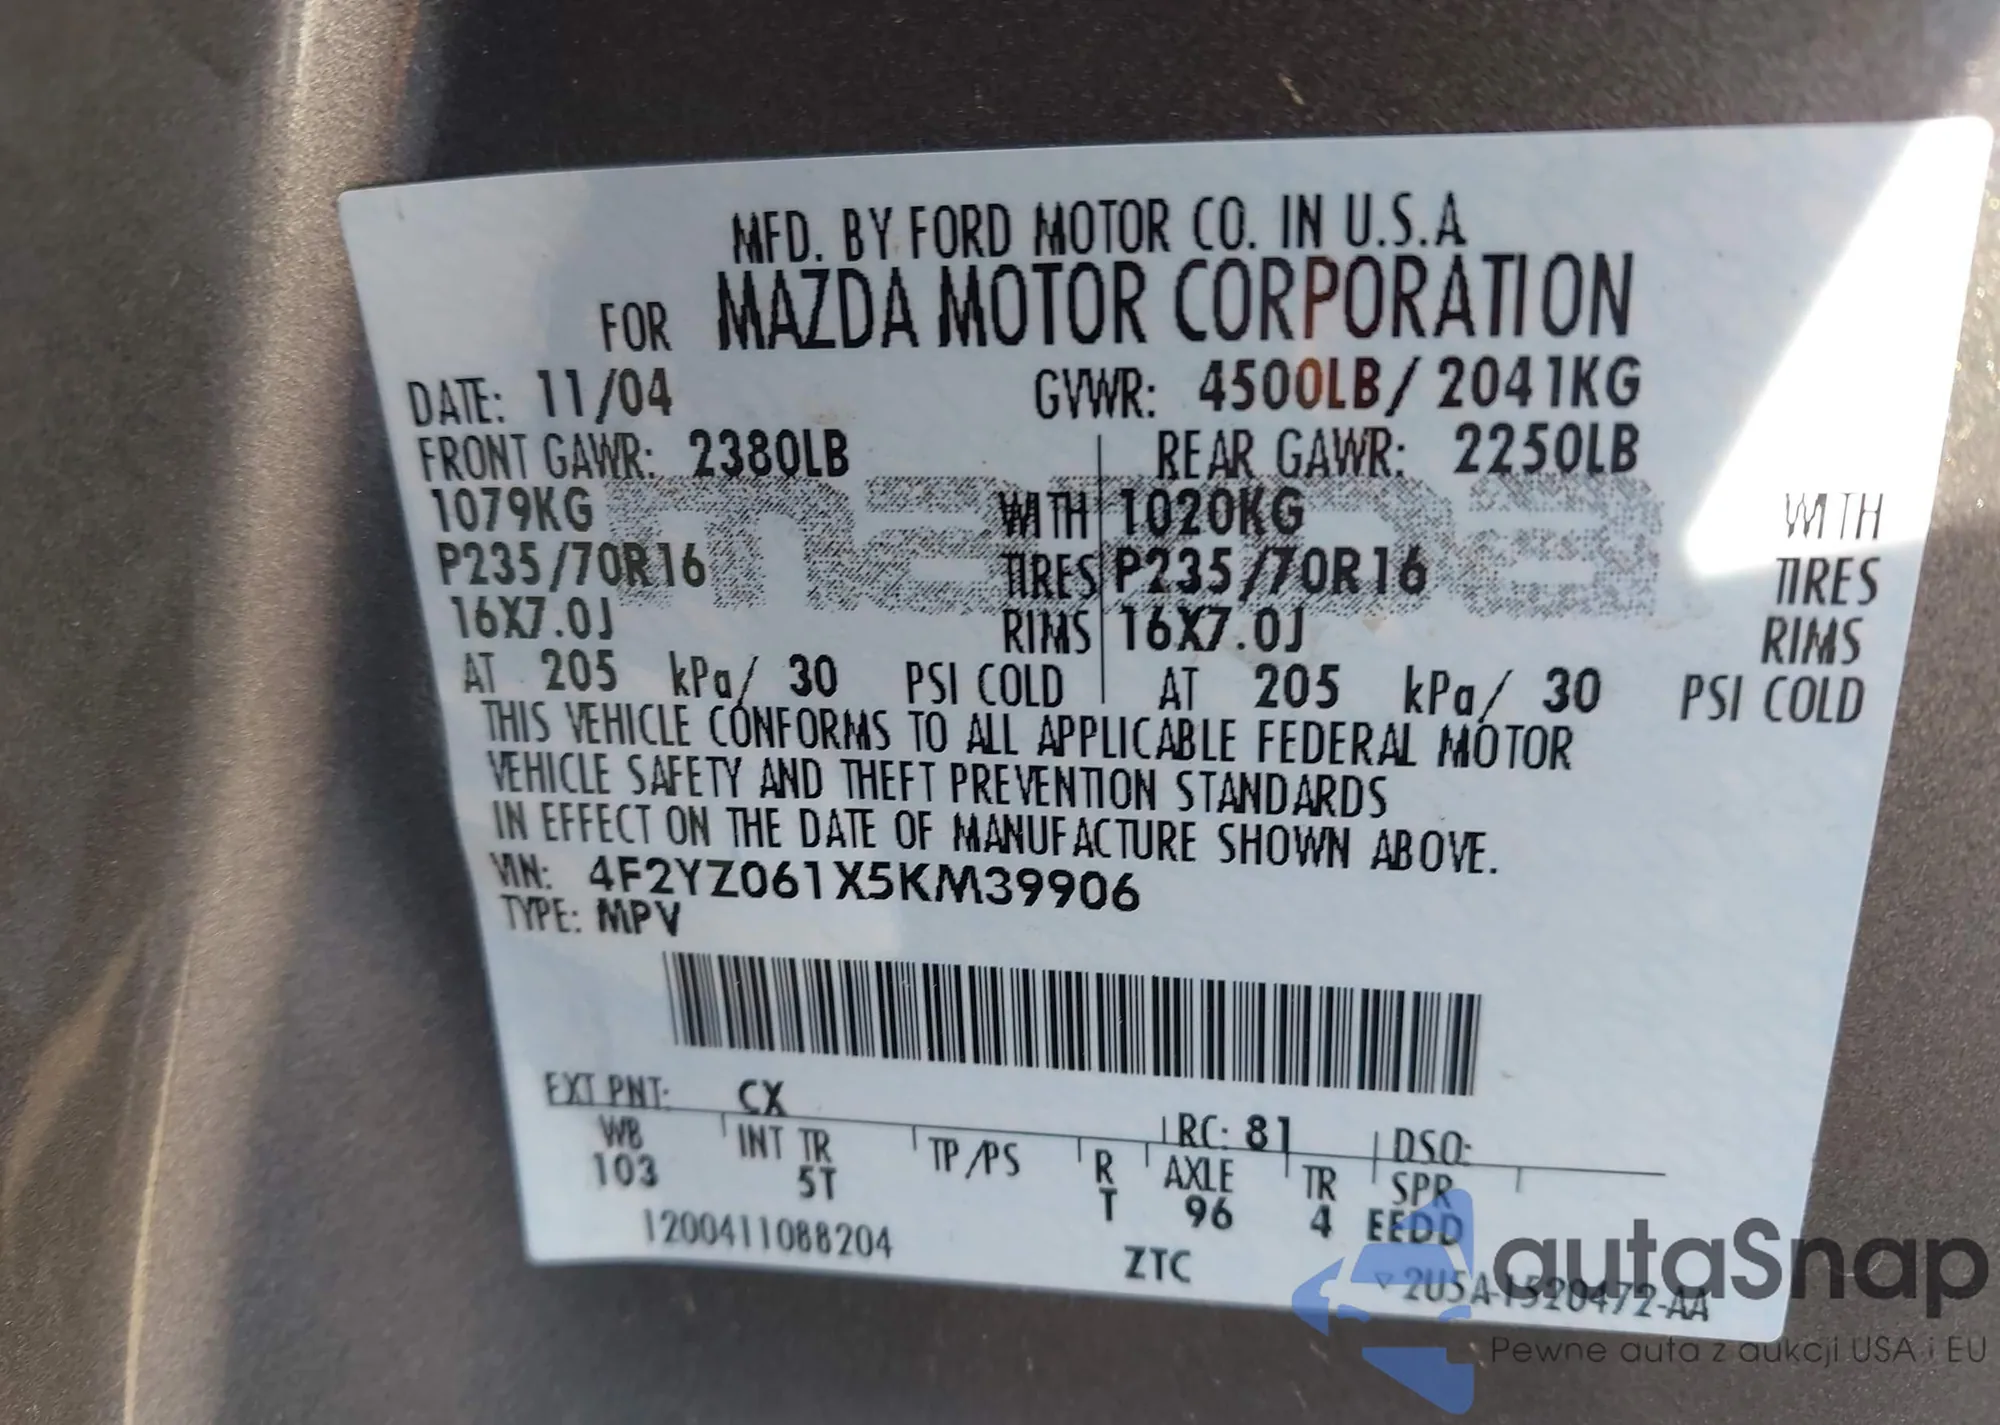 MFD. BY FORD MOTOR CO. IN U.S.A
FOR MAZDA MOTOR CORPORATION
DATE: 11/04 GVWR: 4500LB/ 2041KG
FRONT GAWR: 2380LB REAR GAWR: 2250LB
1079KG WITH 1020KG WITH
P235/70R16 TIRES P235/70R16 TIRES
16X7.0J RIMS 16X7.0J RIMS
AT 205 kPa/ 30 PSI COLD AT 205 kPa/ 30 PSI COLD
THIS VEHICLE CONFORMS TO ALL APPLICABLE FEDERAL MOTOR
VEHICLE SAFETY AND THEFT PREVENTION STANDARDS
IN EFFECT ON THE DATE OF MANUFACTURE SHOWN ABOVE.
VIN: 4F2YZ061X5KM39906
TYPE: MPV
EXT PNT: CX RC: 81 DSO:
WB INT TR TP/PS R AXLE TR SPR
103 5T T 96 4 EEDD
1200411088204 ZTC
2U5A-1520472-AA
mazda
autaSnap
Pewne auta z aukcji USA i EU